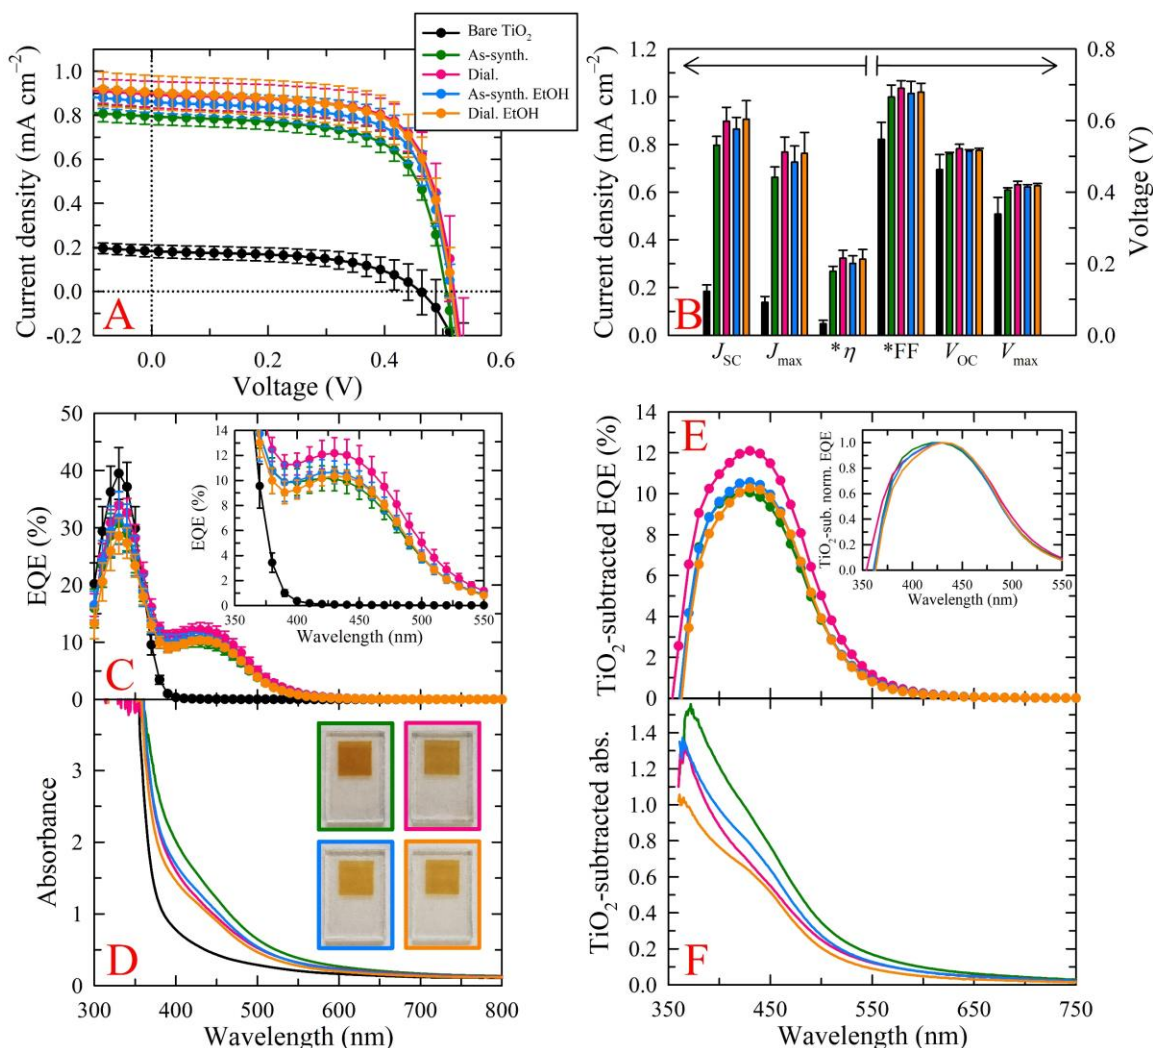 Bare TiO₂
As-synth.
Dial.
As-synth. EtOH
Dial. EtOH
Current density (mA cm⁻²)
1.0
0.8
0.6
0.4
0.2
0.0
-0.2
A
0.0 0.2 0.4 0.6
Voltage (V)
Current density (mA cm⁻²)
1.2
1.0
0.8
0.6
0.4
0.2
0.0
B
J_SC J_max *η *FF V_OC V_max
0.8
0.6
0.4
0.2
0.0
Voltage (V)
EQE (%)
50
40
30
20
10
0
C
EQE (%)
14
12
10
8
6
4
2
0
350 400 450 500 550
Wavelength (nm)
TiO₂-subtracted EQE (%)
14
12
10
8
6
4
2
0
E
TiO₂-sub. norm. EQE
1.0
0.8
0.6
0.4
0.2
0.0
350 400 450 500 550
Wavelength (nm)
Absorbance
3
2
1
0
D
300 400 500 600 700 800
Wavelength (nm)
TiO₂-subtracted abs.
1.4
1.2
1.0
0.8
0.6
0.4
0.2
0.0
F
350 450 550 650 750
Wavelength (nm)